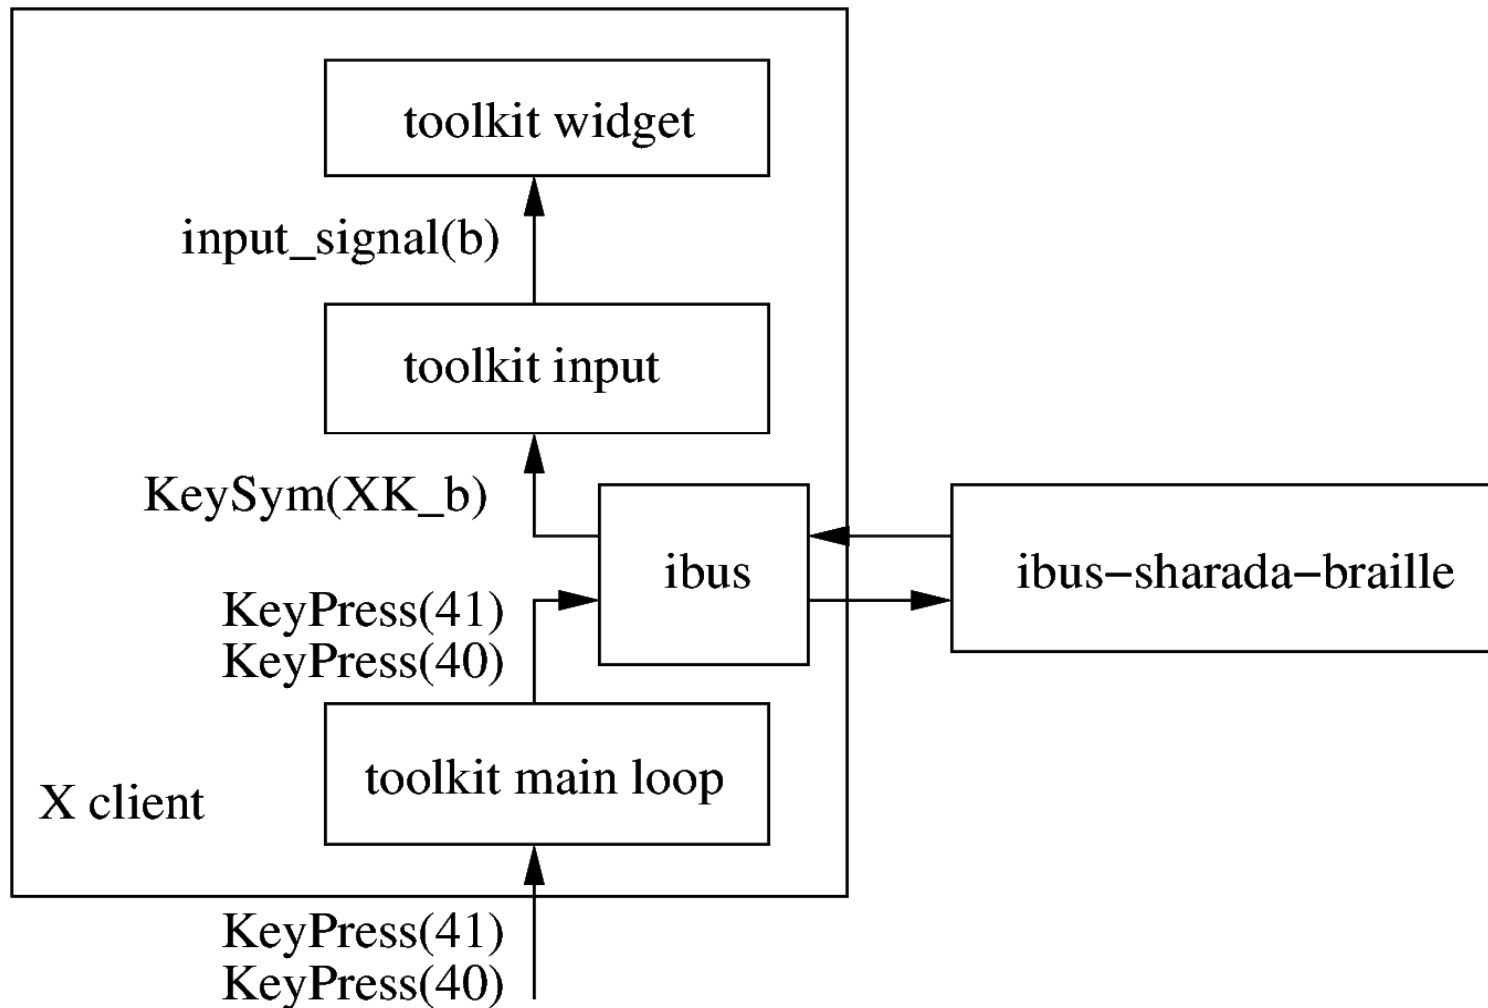 toolkit widget
input_signal(b)
toolkit input
KeySym(XK_b)
ibus
ibus−sharada−braille
KeyPress(41)
KeyPress(40)
toolkit main loop
X client
KeyPress(41)
KeyPress(40)